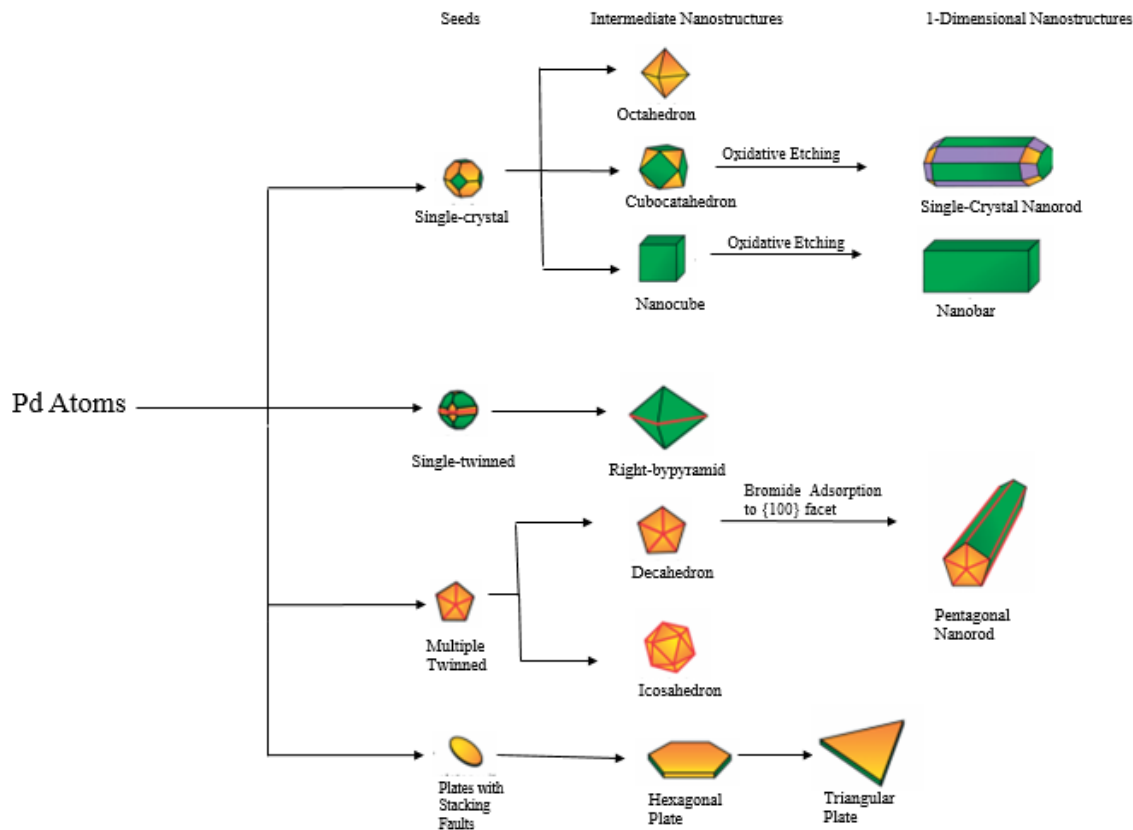 Seeds
Intermediate Nanostructures
1-Dimensional Nanostructures
Octahedron
Oxidative Etching
Single-crystal
Cubocatahedron
Single-Crystal Nanorod
Oxidative Etching
Nanocube
Nanobar
Pd Atoms
Single-twinned
Right-bypyramid
Bromide Adsorption
to {100} facet
Decahedron
Pentagonal
Nanorod
Multiple
Twinned
Icosahedron
Plates with
Stacking
Faults
Hexagonal
Plate
Triangular
Plate